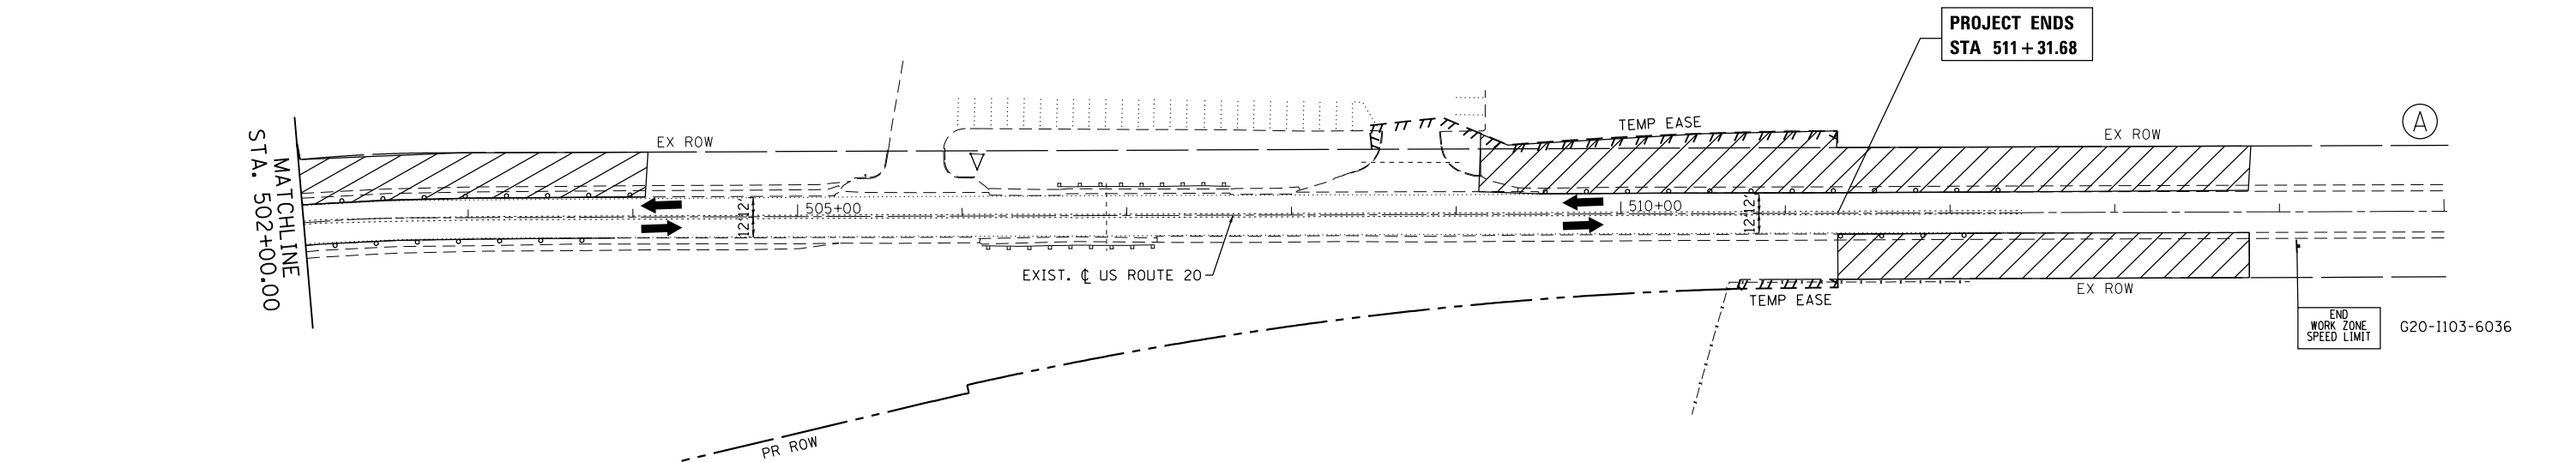 PROJECT ENDS
STA 511+31.68
MATCHLINE
STA. 502+00.00
EX ROW
TEMP EASE
EX ROW
A
12'
12'
505+00
510+00
12'
12'
EXIST. ℄ US ROUTE 20
TEMP EASE
EX ROW
END
WORK ZONE
SPEED LIMIT
G20-I103-6036
PR ROW